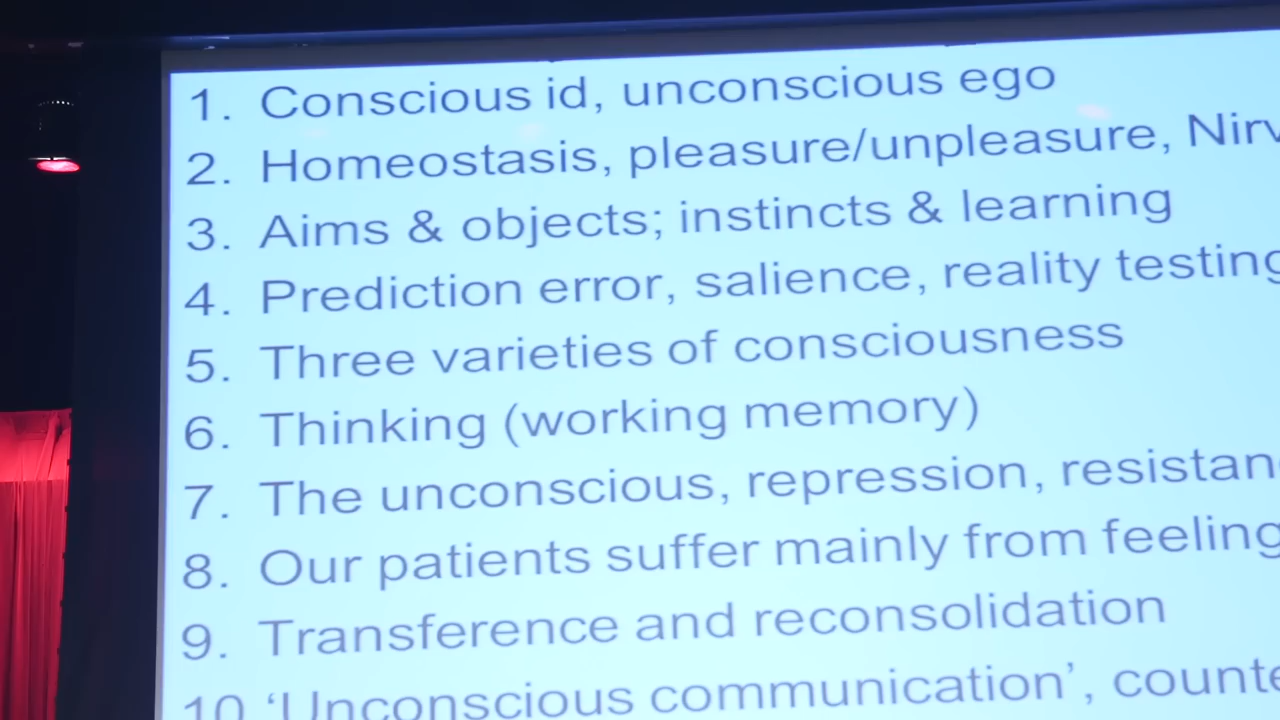 1. Conscious id, unconscious ego
2. Homeostasis, pleasure/unpleasure, Nirv
3. Aims & objects; instincts & learning
4. Prediction error, salience, reality testing
5. Three varieties of consciousness
6. Thinking (working memory)
7. The unconscious, repression, resistan
8. Our patients suffer mainly from feeling
9. Transference and reconsolidation
10 ‘Unconscious communication’, counte